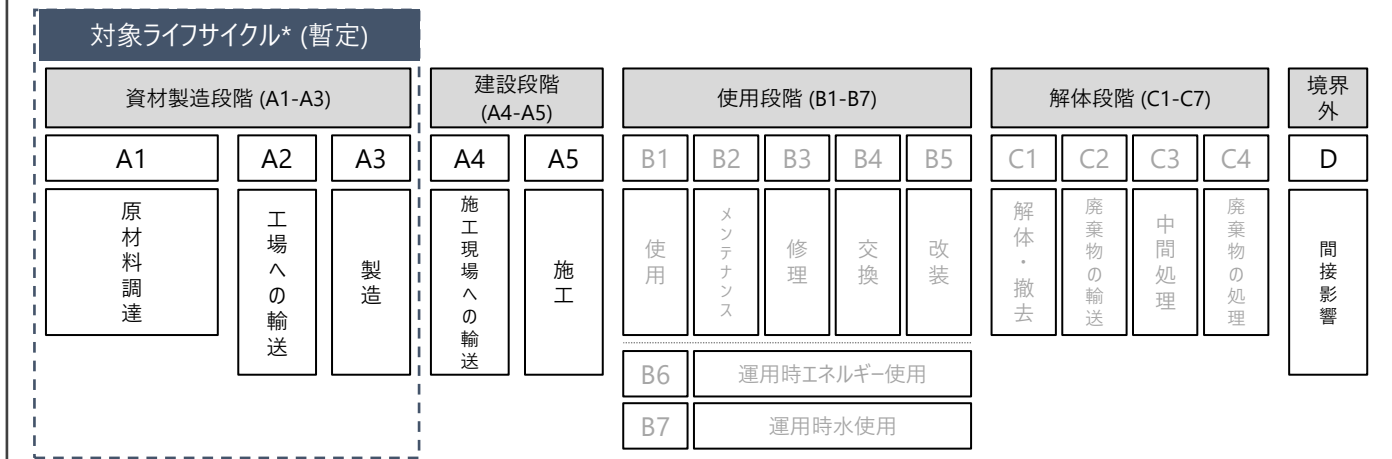 対象ライフサイクル* (暫定)
資材製造段階 (A1-A3)
建設段階
(A4-A5)
使用段階 (B1-B7)
解体段階 (C1-C7)
境界
外
A1
A2
A3
A4
A5
B1
B2
B3
B4
B5
C1
C2
C3
C4
D
原材料調達
工場への輸送
製造
施工現場への輸送
施工
使用
メンテナンス
修理
交換
改装
解体・撤去
廃棄物の輸送
中間処理
廃棄物の処理
間接影響
B6
運用時エネルギー使用
B7
運用時水使用